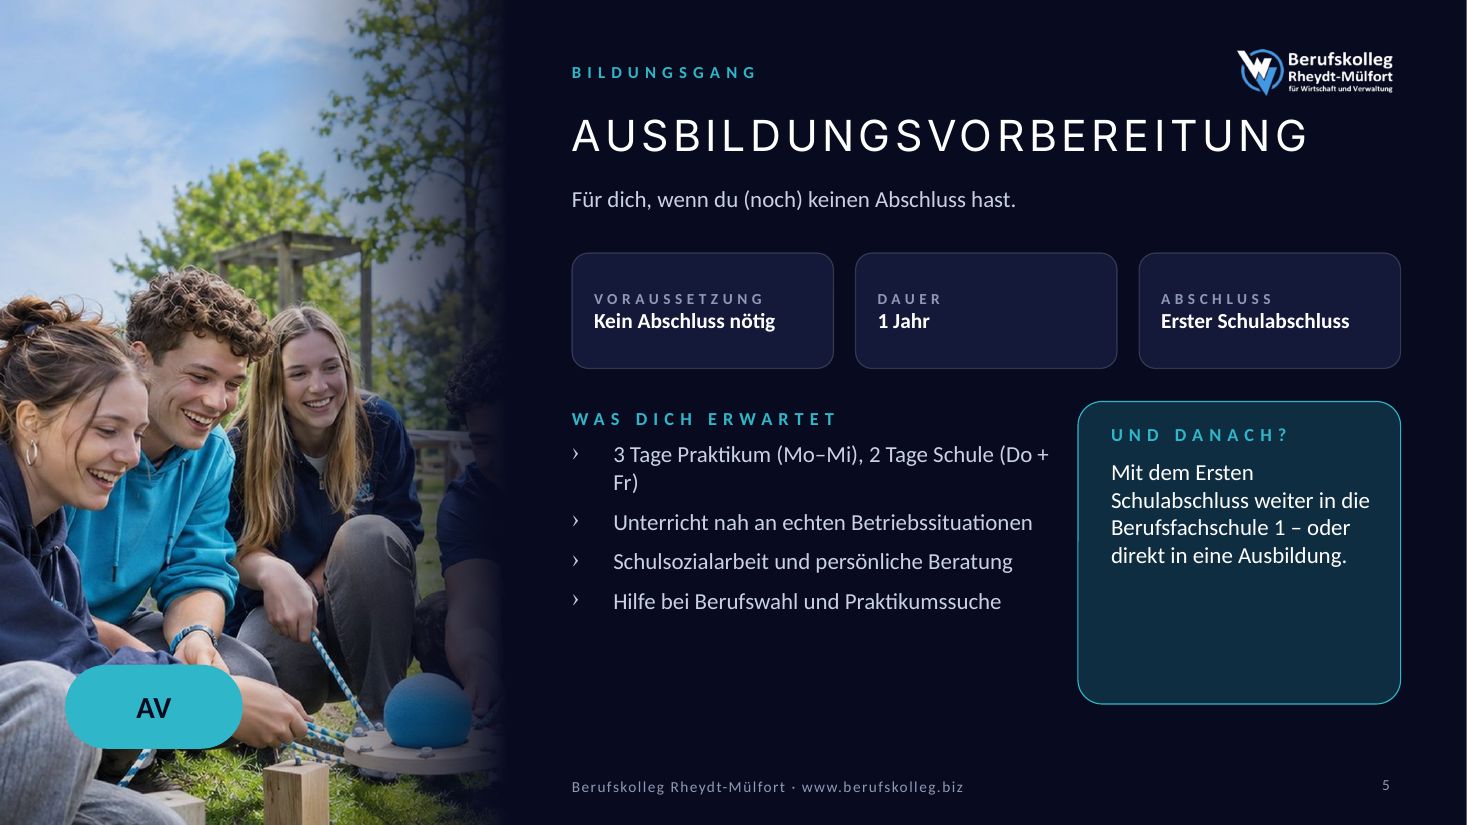 BILDUNGSGANG
Berufskolleg
Rheydt-Mülfort
für Wirtschaft und Verwaltung
AUSBILDUNGSVORBEREITUNG
Für dich, wenn du (noch) keinen Abschluss hast.
VORAUSSETZUNG
Kein Abschluss nötig
DAUER
1 Jahr
ABSCHLUSS
Erster Schulabschluss
WAS DICH ERWARTET
› 3 Tage Praktikum (Mo–Mi), 2 Tage Schule (Do +
Fr)
› Unterricht nah an echten Betriebssituationen
› Schulsozialarbeit und persönliche Beratung
› Hilfe bei Berufswahl und Praktikumssuche
UND DANACH?
Mit dem Ersten
Schulabschluss weiter in die
Berufsfachschule 1 – oder
direkt in eine Ausbildung.
AV
Berufskolleg Rheydt-Mülfort · www.berufskolleg.biz
5